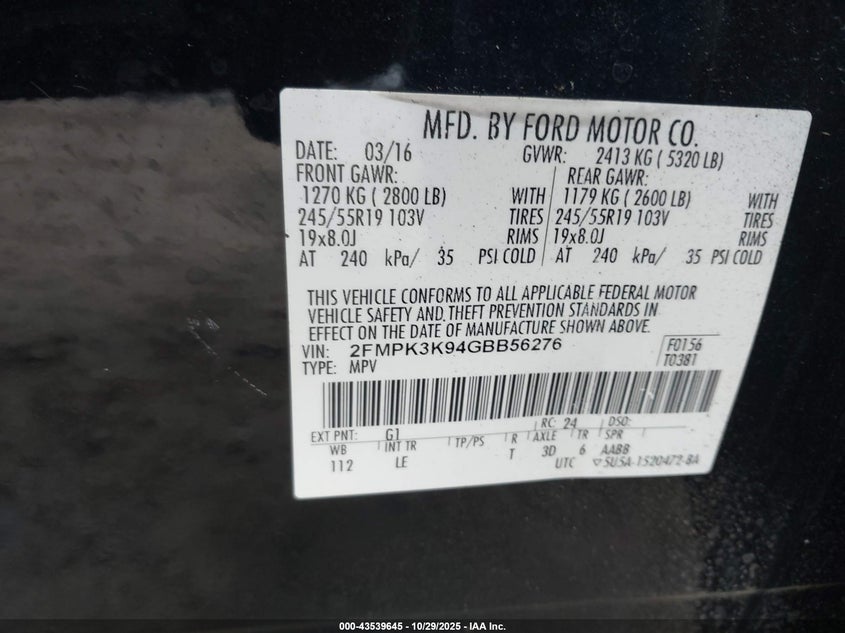 MFD. BY FORD MOTOR CO.
DATE: 03/16 GVWR: 2413 KG ( 5320 LB)
FRONT GAWR: REAR GAWR:
1270 KG ( 2800 LB) WITH 1179 KG ( 2600 LB) WITH
245/55R19 103V TIRES 245/55R19 103V TIRES
19x8.0J RIMS 19x8.0J RIMS
AT 240 kPa/ 35 PSI COLD AT 240 kPa/ 35 PSI COLD
THIS VEHICLE CONFORMS TO ALL APPLICABLE FEDERAL MOTOR
VEHICLE SAFETY AND THEFT PREVENTION STANDARDS IN
EFFECT ON THE DATE OF MANUFACTURE SHOWN ABOVE.
VIN: 2FMPK3K94GBB56276 F0156
TYPE: MPV T0381
RC: 24 DSO:
EXT PNT: G1
WB INT TR TP/PS R AXLE TR SPR
112 LE T 3D 6 AABB
UTC
000-43539645 / 10/29/2025 - IAA Inc.